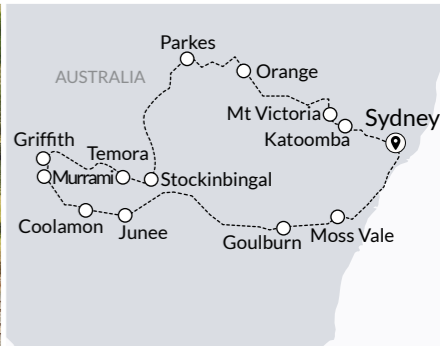 Parkes
AUSTRALIA
Orange
Mt Victoria
Sydney
Katoomba
Griffith
Temora
Murrami
Stockinbingal
Coolamon
Junee
Goulburn
Moss Vale